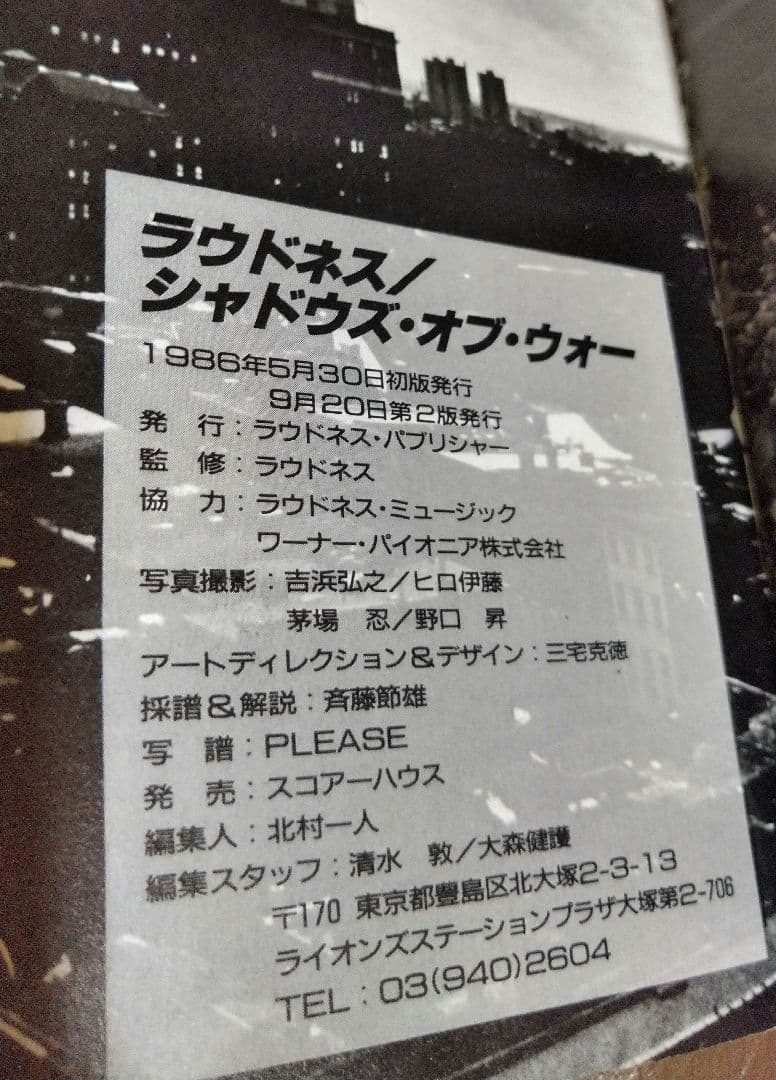 ラウドネス/
シャドウズ・オブ・ウォー
1986年5月30日初版発行
9月20日第2版発行
発　行：ラウドネス・パブリシャー
監　修：ラウドネス
協　力：ラウドネス・ミュージック
ワーナー・パイオニア株式会社
写真撮影：吉浜弘之/ヒロ伊藤
茅場　忍/野口　昇
アートディレクション&デザイン：三宅克徳
採譜&解説：斉藤節雄
写　譜：PLEASE
発　売：スコアーハウス
編集人：北村一人
編集スタッフ：清水　敦/大森健護
〒170 東京都豊島区北大塚2-3-13
ライオンズステーションプラザ大塚第2-706
TEL：03(940)2604